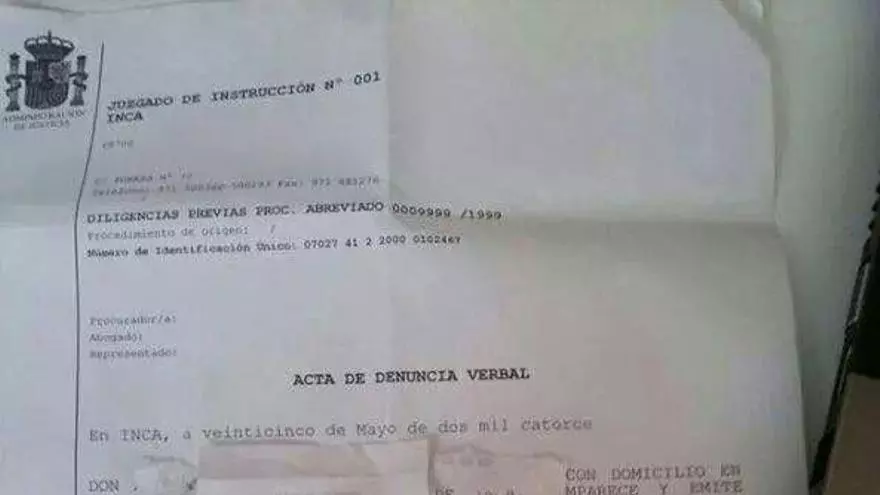 ADMINISTRACION
DE JUSTICIA
JUZGADO DE INSTRUCCIÓN Nº 001
INCA
DILIGENCIAS PREVIAS PROC. ABREVIADO 0009999 /1999
Procedimiento de origen: /
Número de Identificación Único: 07027 41 2 2000 0102467
Procurador/a:
Abogado:
Representado:
ACTA DE DENUNCIA VERBAL
En INCA, a veinticinco de Mayo de dos mil catorce
DON
DE
CON DOMICILIO EN
MPARECE Y EMITE